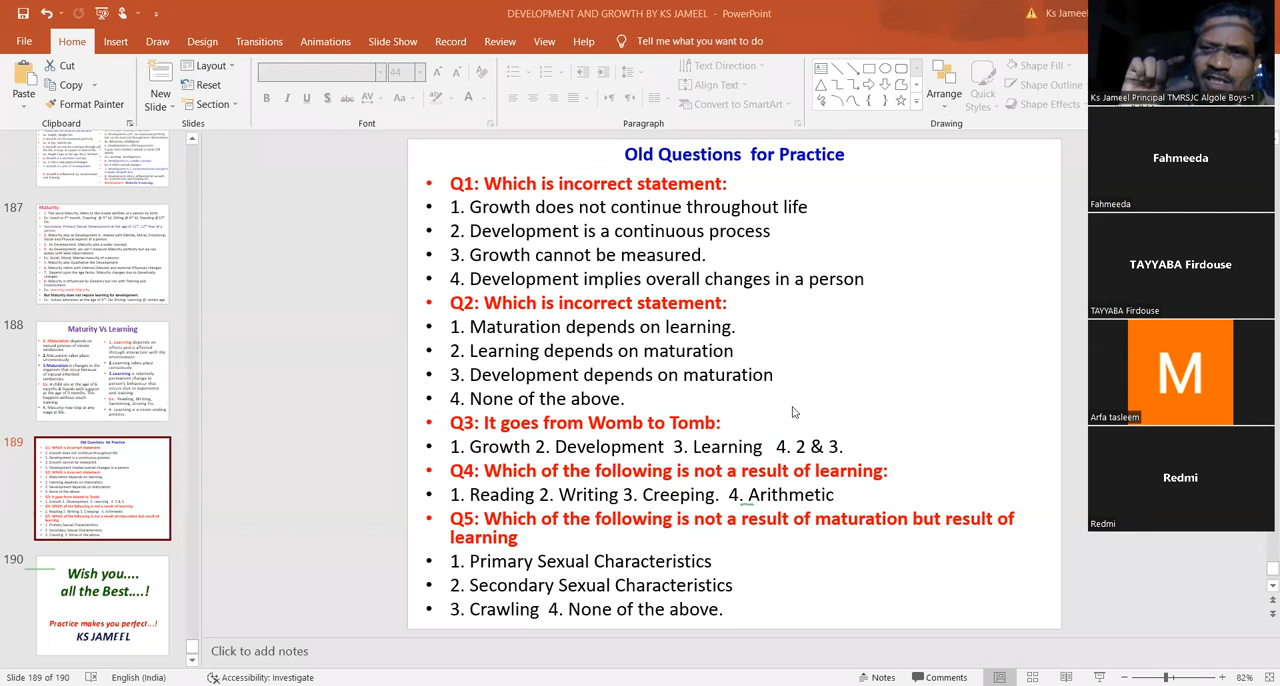 DEVELOPMENT AND GROWTH BY KS JAMEEL - PowerPoint
Ks Jameel
File Home Insert Draw Design Transitions Animations Slide Show Record Review View Help Tell me what you want to do
Paste
Cut
Copy
Format Painter
Clipboard
New Slide
Layout
Reset
Section
Slides
44
B I U S abc AV Aa A
Font
Text Direction
Align Text
Convert to SmartArt
Paragraph
Arrange
Quick Styles
Shape Fill
Shape Outline
Shape Effects
Drawing
187
Maturity:
188
Maturity Vs Learning
189
Old Questions for Practice
190
Wish you....
all the Best....!
Practice makes you perfect...!
KS JAMEEL
Old Questions for Practice
• Q1: Which is incorrect statement:
• 1. Growth does not continue throughout life
• 2. Development is a continuous process
• 3. Growth cannot be measured.
• 4. Development implies overall changes in a person
• Q2: Which is incorrect statement:
• 1. Maturation depends on learning.
• 2. Learning depends on maturation
• 3. Development depends on maturation
• 4. None of the above.
• Q3: It goes from Womb to Tomb:
• 1. Growth 2. Development 3. Learning 4. 2 & 3.
• Q4: Which of the following is not a result of learning:
• 1. Reading 2. Writing 3. Creeping. 4. Arithmetic
• Q5: Which of the following is not a result of maturation but result of
learning
• 1. Primary Sexual Characteristics
• 2. Secondary Sexual Characteristics
• 3. Crawling 4. None of the above.
Click to add notes
Slide 189 of 190 English (India) Accessibility: Investigate Notes Comments 82%
Ks Jameel Principal TMRSJC Algole Boys-1
Fahmeeda
Fahmeeda
TAYYABA Firdouse
TAYYABA Firdouse
M
Arfa tasleem
Redmi
Redmi